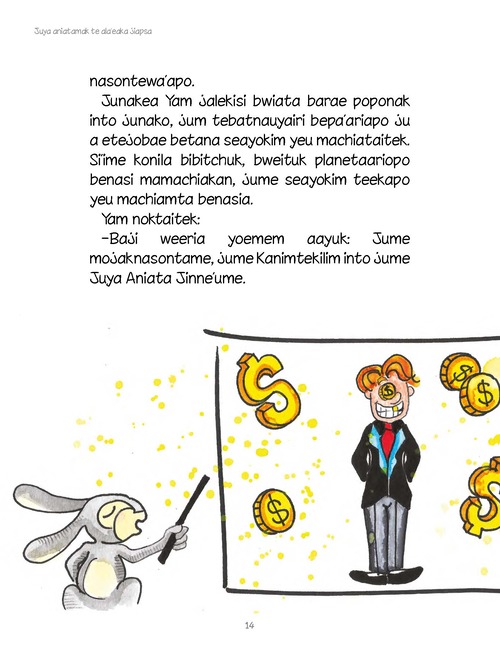 Juya aniatamak te ala'eaka Jiapsa
nasontewa'apo.
Junakea Yam jalekisi bwiata barae poponak
into junako, jum tebatnauyairi bepa'ariapo ju
a etejobae betana seayokim yeu machiataitek.
Si'ime konila bibitchuk, bweituk planetaariopo
benasi mamachiakan, jume seayokim teekapo
yeu machiamta benasia.
Yam noktaitek:
–Baji weeria yoemem aayuk: Jume
mojaknasontame, jume Kanimtekilim into jume
Juya Aniata Jinne'ume.
14